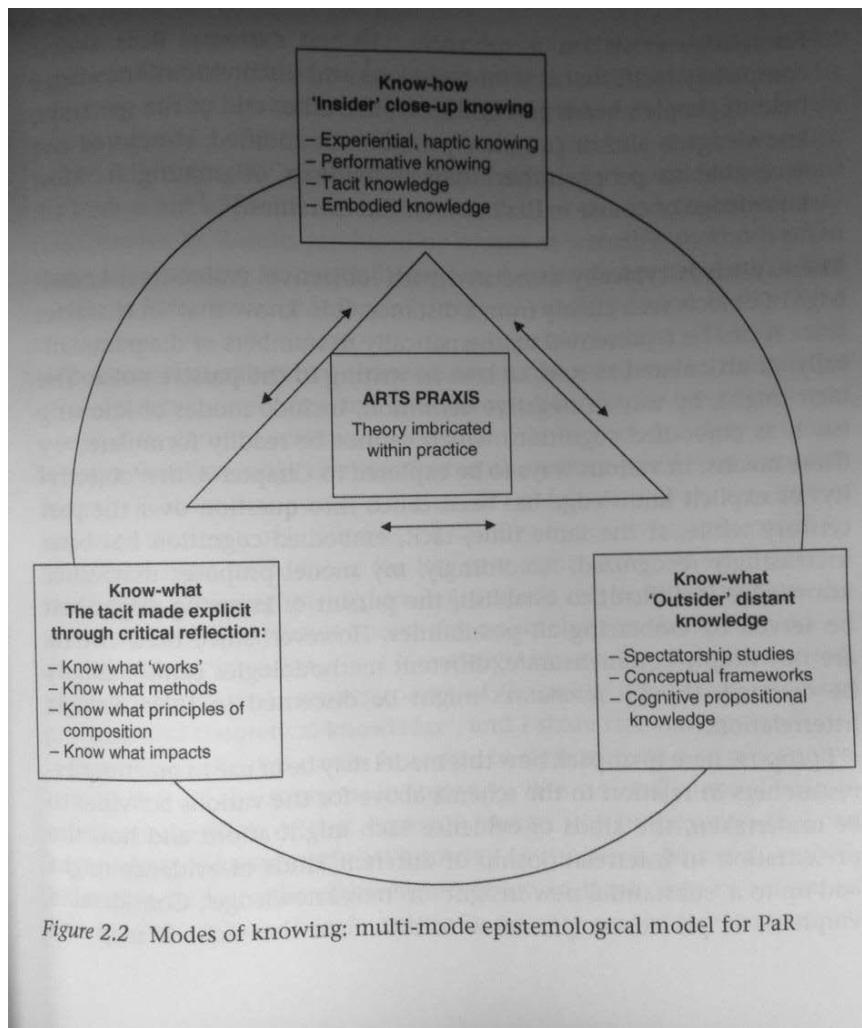 Know-how
'Insider' close-up knowing
– Experiential, haptic knowing
– Performative knowing
– Tacit knowledge
– Embodied knowledge
ARTS PRAXIS
Theory imbricated
within practice
Know-what
The tacit made explicit
through critical reflection:
– Know what 'works'
– Know what methods
– Know what principles of
composition
– Know what impacts
Know-what
'Outsider' distant
knowledge
– Spectatorship studies
– Conceptual frameworks
– Cognitive propositional
knowledge
Figure 2.2 Modes of knowing: multi-mode epistemological model for PaR